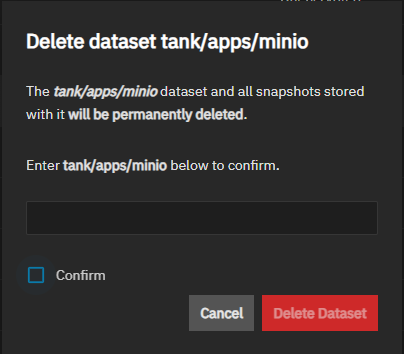 Delete dataset tank/apps/minio
The tank/apps/minio dataset and all snapshots stored
with it will be permanently deleted.
Enter tank/apps/minio below to confirm.
Confirm
Cancel
Delete Dataset